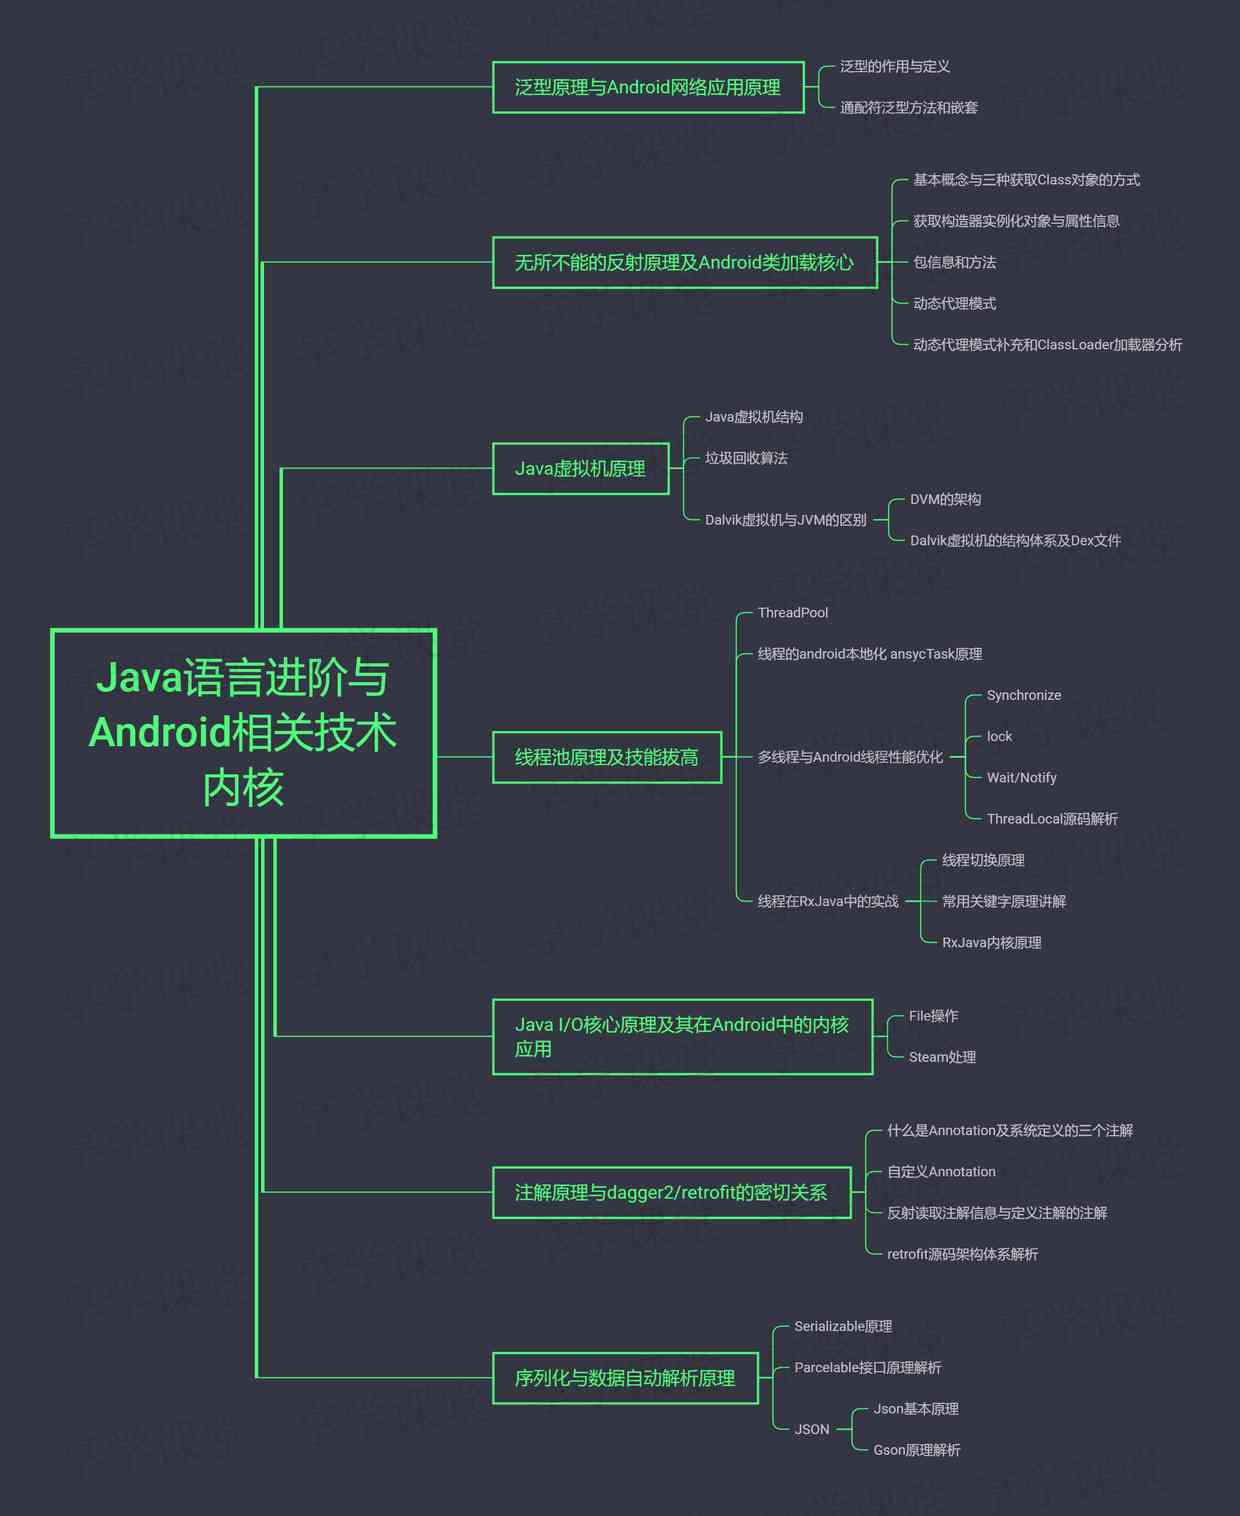 泛型原理与Android网络应用原理
泛型的作用与定义
通配符泛型方法和嵌套
无所不能的反射原理及Android类加载核心
基本概念与三种获取Class对象的方式
获取构造器实例化对象与属性信息
包信息和方法
动态代理模式
动态代理模式补充和ClassLoader加载器分析
Java虚拟机原理
Java虚拟机结构
垃圾回收算法
Dalvik虚拟机与JVM的区别
DVM的架构
Dalvik虚拟机的结构体系及Dex文件
Java语言进阶与
Android相关技术
内核
线程池原理及技能拔高
ThreadPool
线程的android本地化 ansycTask原理
多线程与Android线程性能优化
Synchronize
lock
Wait/Notify
ThreadLocal源码解析
线程在RxJava中的实战
线程切换原理
常用关键字原理讲解
RxJava内核原理
Java I/O核心原理及其在Android中的内核
应用
File操作
Steam处理
注解原理与dagger2/retrofit的密切关系
什么是Annotation及系统定义的三个注解
自定义Annotation
反射读取注解信息与定义注解的注解
retrofit源码架构体系解析
序列化与数据自动解析原理
Serializable原理
Parcelable接口原理解析
JSON
Json基本原理
Gson原理解析